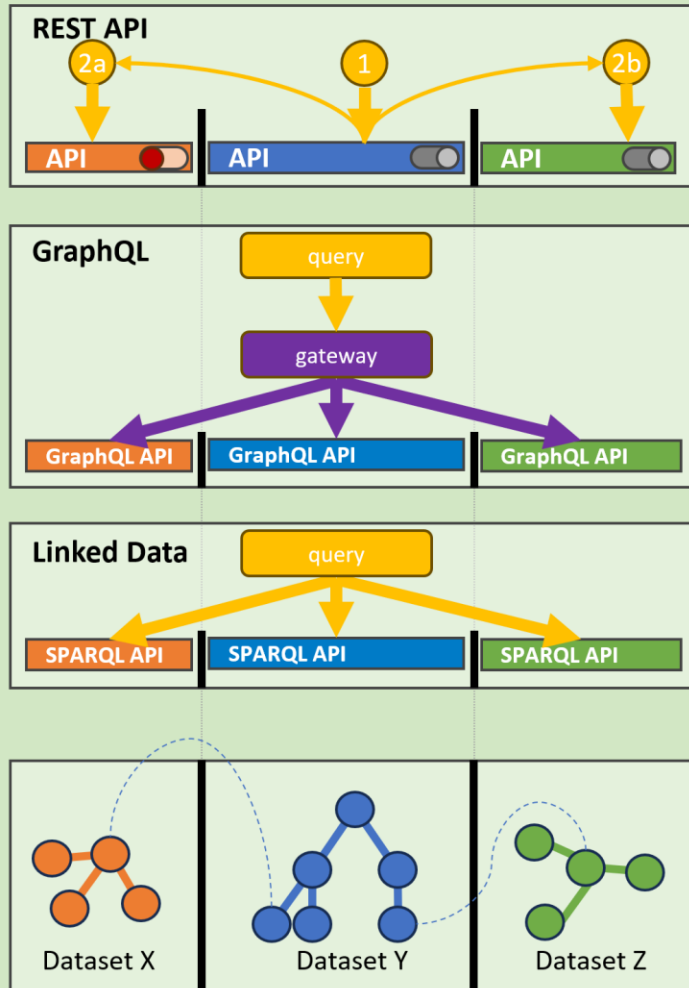 REST API
2a
1
2b
API
API
API
GraphQL
query
gateway
GraphQL API
GraphQL API
GraphQL API
Linked Data
query
SPARQL API
SPARQL API
SPARQL API
Dataset X
Dataset Y
Dataset Z